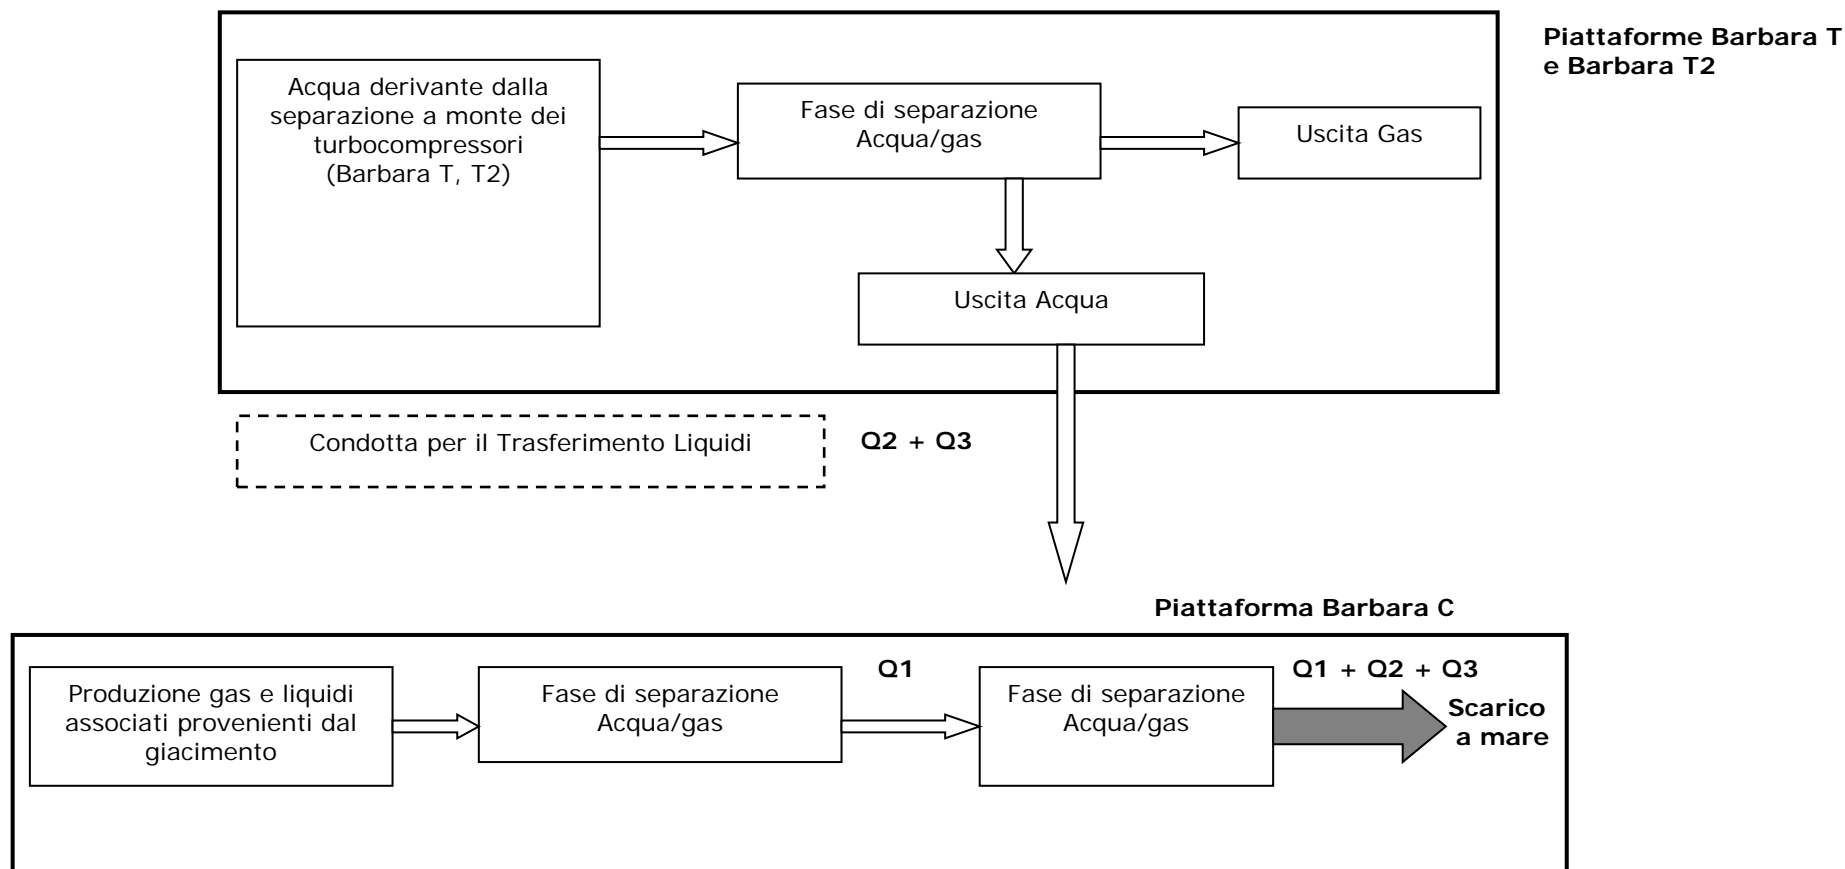 Piattaforme Barbara T
e Barbara T2
Acqua derivante dalla
separazione a monte dei
turbocompressori
(Barbara T, T2)
Fase di separazione
Acqua/gas
Uscita Gas
Uscita Acqua
Condotta per il Trasferimento Liquidi
Q2 + Q3
Piattaforma Barbara C
Produzione gas e liquidi
associati provenienti dal
giacimento
Fase di separazione
Acqua/gas
Q1
Fase di separazione
Acqua/gas
Q1 + Q2 + Q3
Scarico
a mare